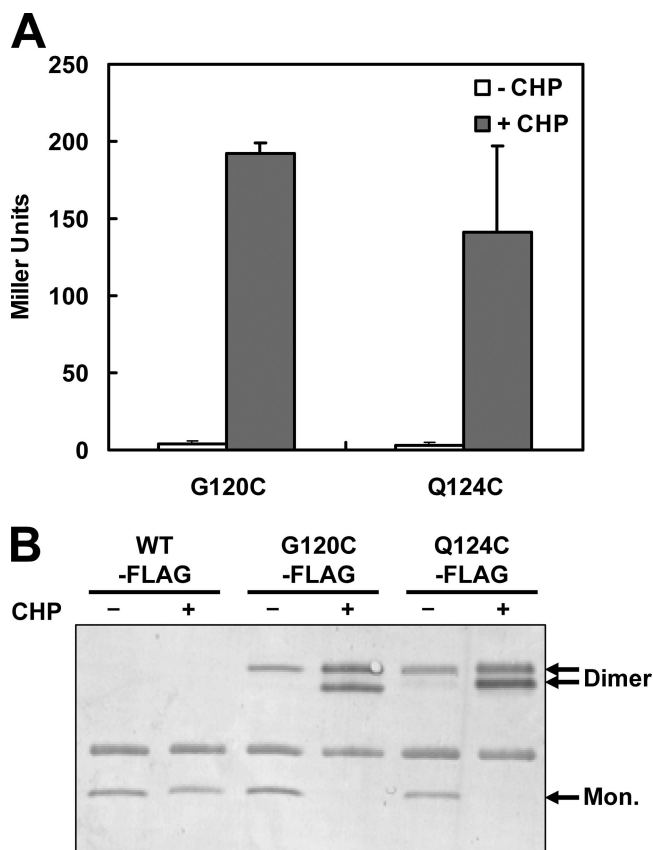 A
250
200
150
100
50
0
Miller Units
- CHP
+ CHP
G120C
Q124C
B
WT
-FLAG
G120C
-FLAG
Q124C
-FLAG
CHP
– + – + – +
Dimer
Mon.